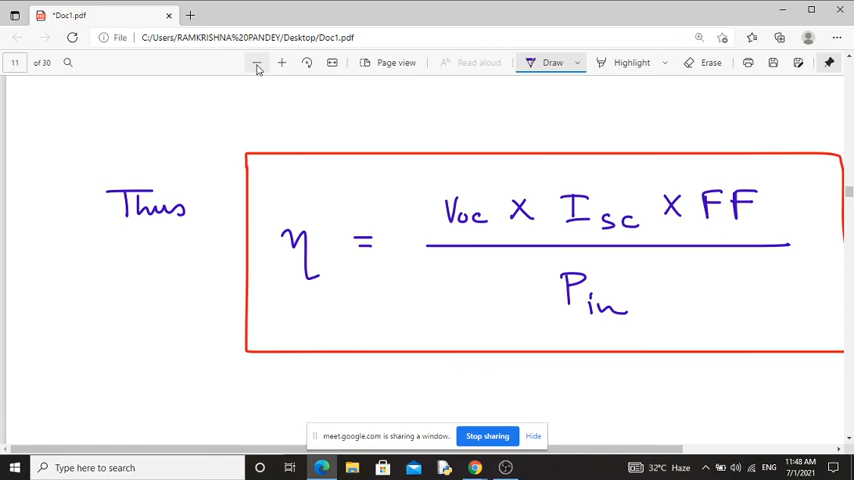 *Doc1.pdf
File
C:/Users/RAMKRISHNA%20PANDEY/Desktop/Doc1.pdf
11 of 30
Page view
Read aloud
Draw
Highlight
Erase
Thus
η = Voc × Isc × FF
Pin
meet.google.com is sharing a window.
Stop sharing
Hide
Type here to search
32°C Haze
ENG
11:48 AM
7/1/2021